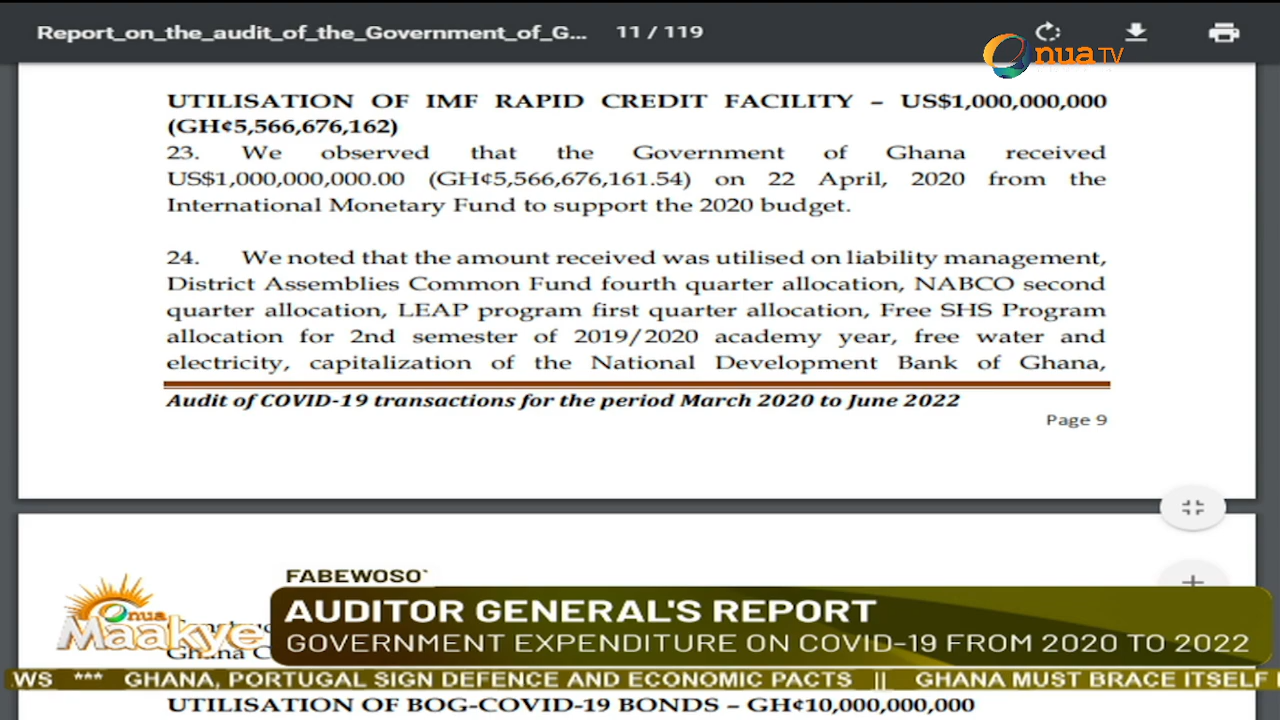 Report_on_the_audit_of_the_Government_of_G... 11 / 119
Onua TV
UTILISATION OF IMF RAPID CREDIT FACILITY – US$1,000,000,000
(GH¢5,566,676,162)
23. We observed that the Government of Ghana received
US$1,000,000,000.00 (GH¢5,566,676,161.54) on 22 April, 2020 from the
International Monetary Fund to support the 2020 budget.
24. We noted that the amount received was utilised on liability management,
District Assemblies Common Fund fourth quarter allocation, NABCO second
quarter allocation, LEAP program first quarter allocation, Free SHS Program
allocation for 2nd semester of 2019/2020 academy year, free water and
electricity, capitalization of the National Development Bank of Ghana,
Audit of COVID-19 transactions for the period March 2020 to June 2022
Page 9
FABEWOSO`
Onua
Maakye
AUDITOR GENERAL'S REPORT
GOVERNMENT EXPENDITURE ON COVID-19 FROM 2020 TO 2022
WS *** GHANA, PORTUGAL SIGN DEFENCE AND ECONOMIC PACTS || GHANA MUST BRACE ITSELF
UTILISATION OF BOG-COVID-19 BONDS – GH¢10,000,000,000